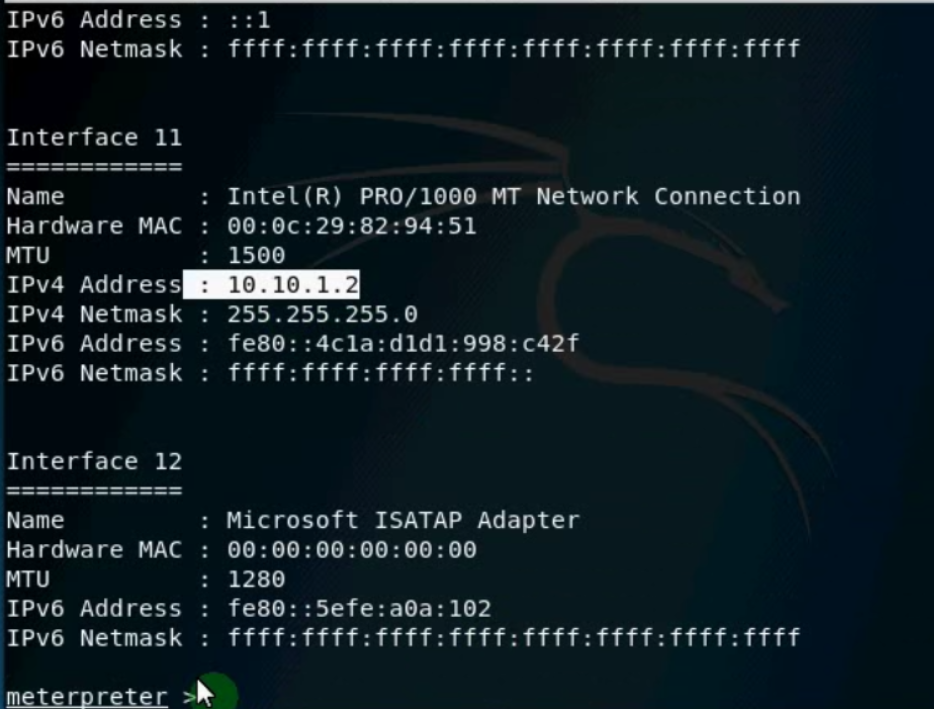 IPv6 Address : ::1
IPv6 Netmask : ffff:ffff:ffff:ffff:ffff:ffff:ffff:ffff
Interface 11
============
Name         : Intel(R) PRO/1000 MT Network Connection
Hardware MAC : 00:0c:29:82:94:51
MTU          : 1500
IPv4 Address : 10.10.1.2
IPv4 Netmask : 255.255.255.0
IPv6 Address : fe80::4c1a:d1d1:998:c42f
IPv6 Netmask : ffff:ffff:ffff:ffff::
Interface 12
============
Name         : Microsoft ISATAP Adapter
Hardware MAC : 00:00:00:00:00:00
MTU          : 1280
IPv6 Address : fe80::5efe:a0a:102
IPv6 Netmask : ffff:ffff:ffff:ffff:ffff:ffff:ffff:ffff
meterpreter >